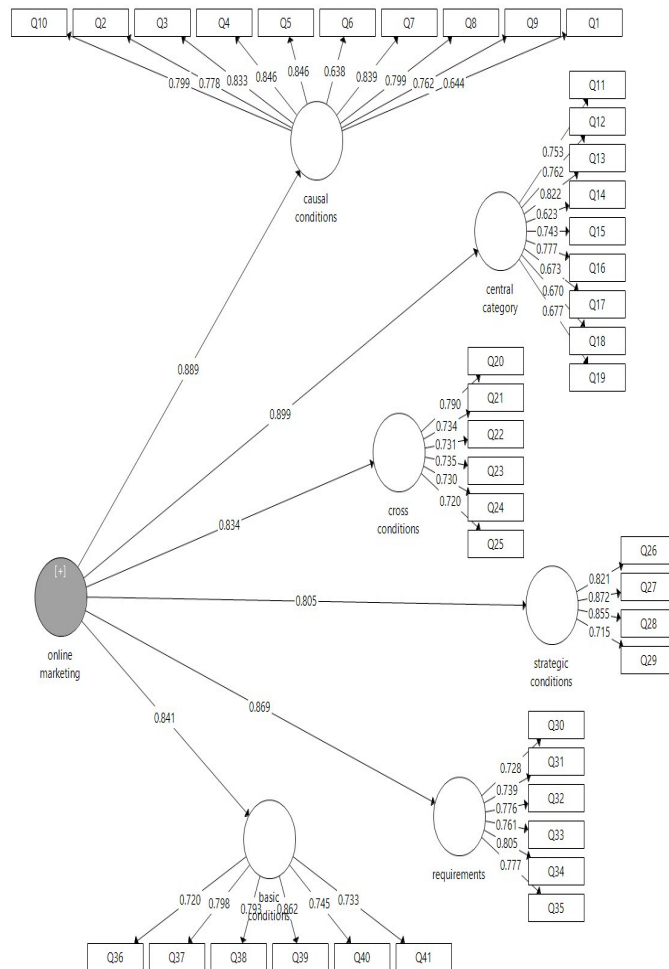 Q10 Q2 Q3 Q4 Q5 Q6 Q7 Q8 Q9 Q1
0.799 0.778 0.833 0.846 0.846 0.638 0.839 0.799 0.762 0.644
causal
conditions
Q11
Q12
Q13
Q14
Q15
Q16
Q17
Q18
Q19
0.753
0.762
0.822
0.623
0.743
0.777
0.673
0.670
0.677
central
category
0.889
0.899
Q20
Q21
Q22
Q23
Q24
Q25
0.790
0.734
0.731
0.735
0.730
0.720
cross
conditions
0.834
[+]
online
marketing
0.805
Q26
Q27
Q28
Q29
0.821
0.872
0.855
0.715
strategic
conditions
0.841
0.869
Q30
Q31
Q32
Q33
Q34
Q35
0.728
0.739
0.776
0.761
0.805
0.777
requirements
basic
conditions
0.720 0.798 0.793 0.862 0.745 0.733
Q36 Q37 Q38 Q39 Q40 Q41